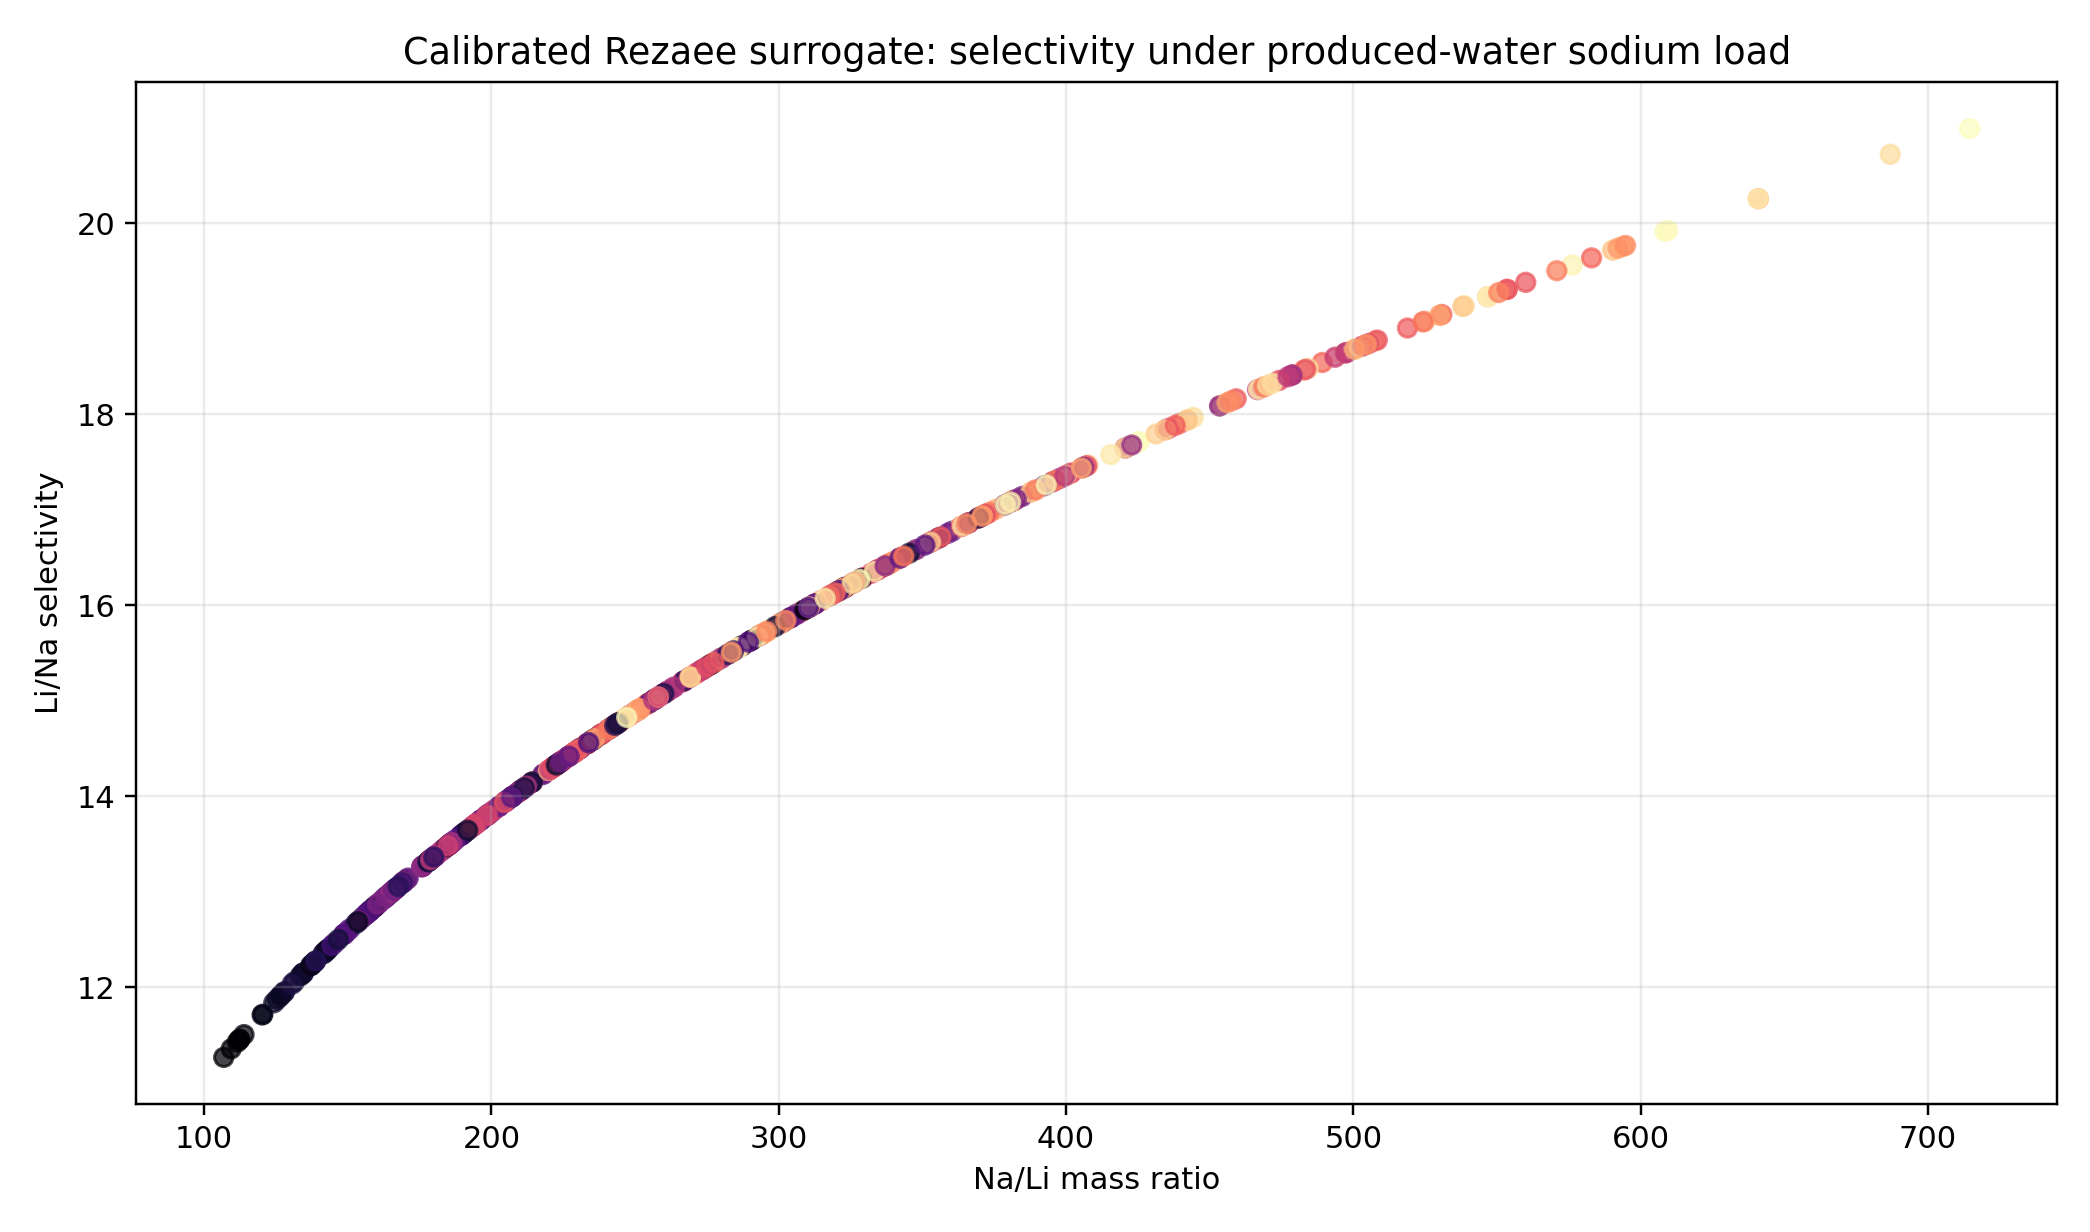 Calibrated Rezaee surrogate: selectivity under produced-water sodium load
Li/Na selectivity
20
18
16
14
12
100 200 300 400 500 600 700
Na/Li mass ratio